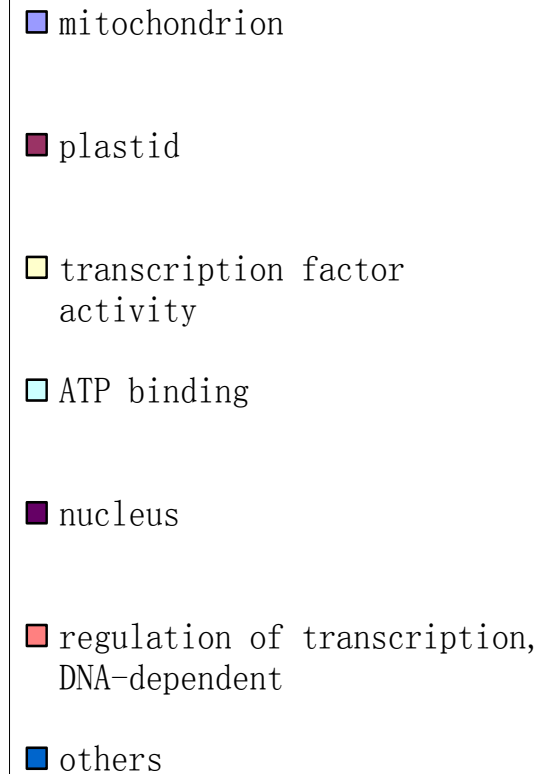 mitochondrion
plastid
transcription factor
activity
ATP binding
nucleus
regulation of transcription,
DNA-dependent
others